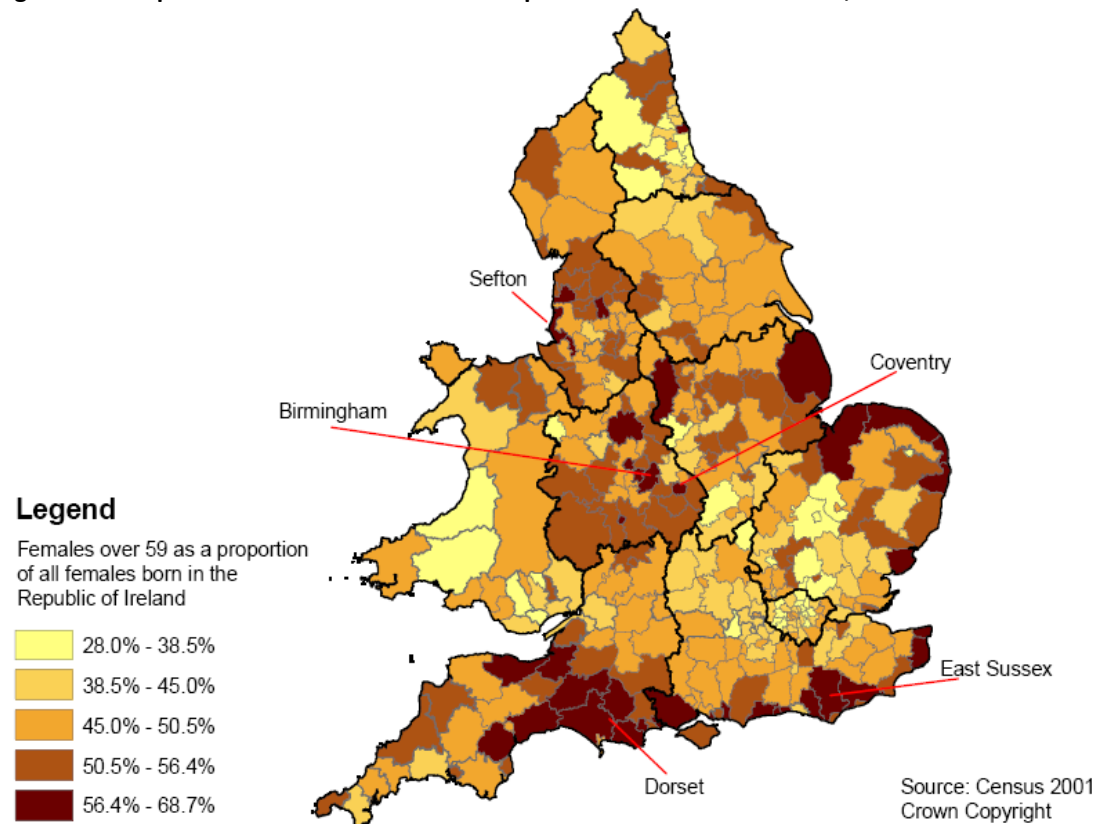 Sefton
Coventry
Birmingham
Legend
Females over 59 as a proportion
of all females born in the
Republic of Ireland
28.0% - 38.5%
38.5% - 45.0%
45.0% - 50.5%
50.5% - 56.4%
56.4% - 68.7%
East Sussex
Dorset
Source: Census 2001
Crown Copyright